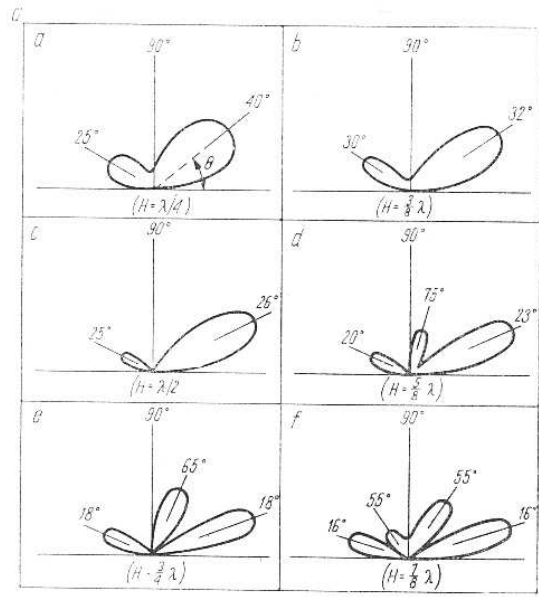 a
a b
90° 90°
25° 40° 30° 32°
θ
(H = λ/4) (H = 3/8 λ)
c d
90° 90°
25° 26° 20° 75° 23°
(H = λ/2 (H = 5/8 λ)
e f
90° 90°
18° 65° 18° 16° 55° 55° 16°
(H - 3/4 λ) (H = 7/8 λ)